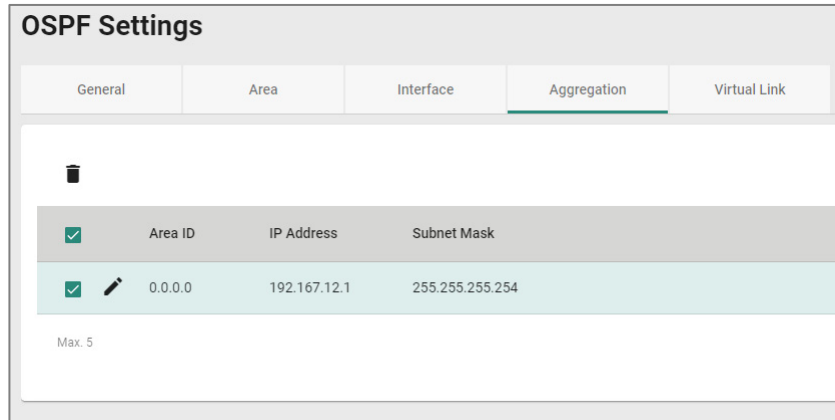 OSPF Settings
General Area Interface Aggregation Virtual Link
Area ID IP Address Subnet Mask
0.0.0.0 192.167.12.1 255.255.255.254
Max. 5